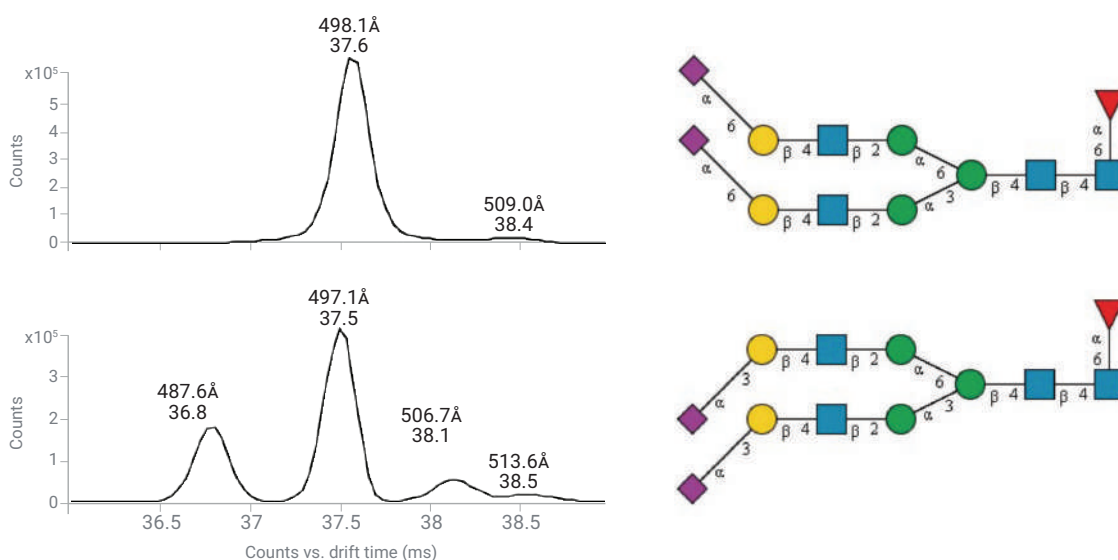 498.1Å
37.6
x10⁵
5
4
3
2
1
0
Counts
509.0Å
38.4
36.5
37
37.5
38
38.5
α
6
β 4
β 2
α
6
α
6
β 4
β 2
α
3
β 4
β 4
α
6
497.1Å
37.5
x10⁵
3
2
1
0
Counts
487.6Å
36.8
506.7Å
38.1
513.6Å
38.5
Counts vs. drift time (ms)
3
α
β 4
β 2
α
6
3
α
β 4
β 2
α
3
β 4
β 4
α
6